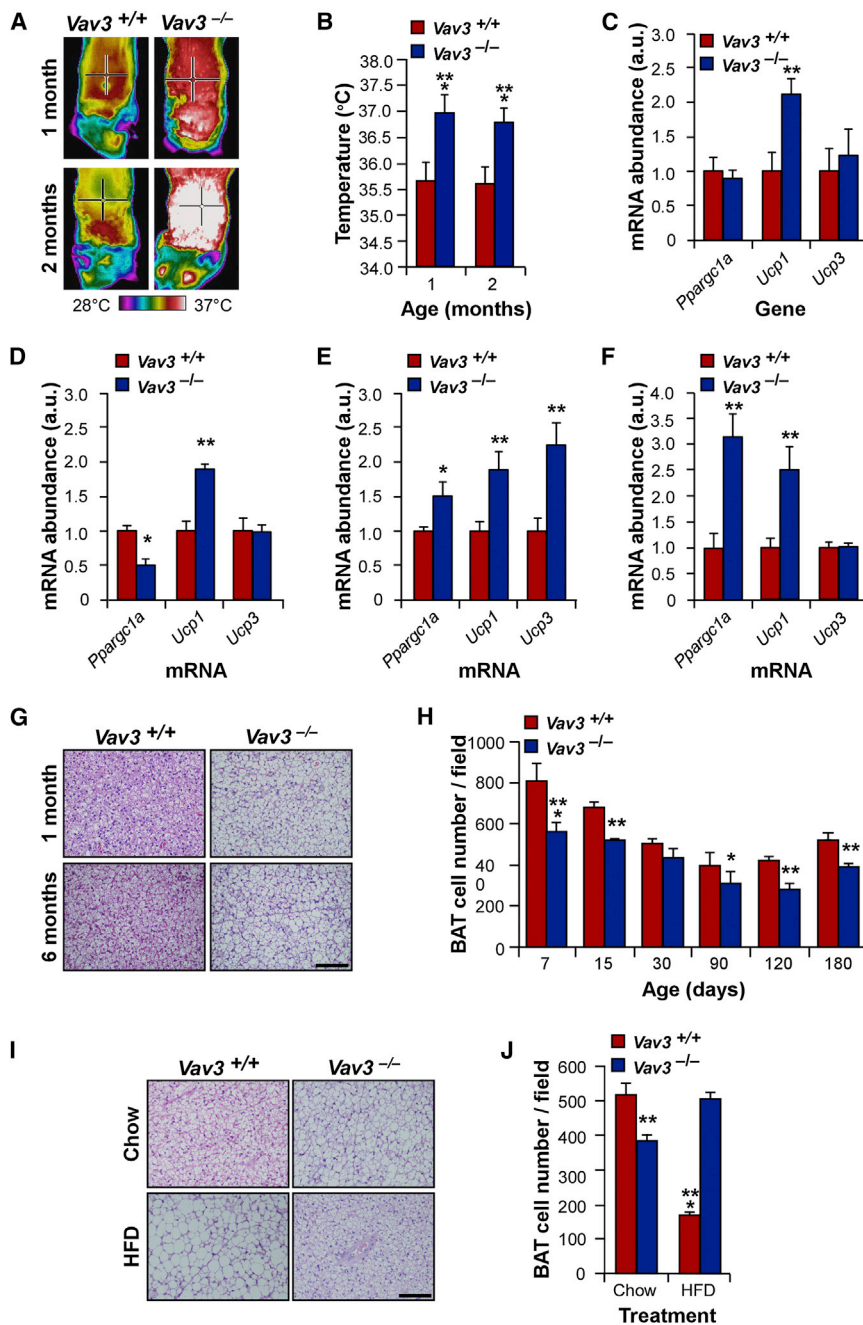 A
Vav3 +/+ Vav3 –/–
1 month
2 months
28°C 37°C
B
Vav3 +/+
Vav3 –/–
Temperature (°C)
38.0
37.0
36.5
35.5
35.0
34.5
34.0
**
*
**
*
1 2
Age (months)
C
Vav3 +/+
Vav3 –/–
mRNA abundance (a.u.)
3.0
2.5
2.0
1.5
1.0
0.5
0
**
Ppargc1a Ucp1 Ucp3
Gene
D
Vav3 +/+
Vav3 –/–
mRNA abundance (a.u.)
3.0
2.0
1.5
1.0
0.5
0
*
**
Ppargc1a Ucp1 Ucp3
mRNA
E
Vav3 +/+
Vav3 –/–
mRNA abundance (a.u.)
3.0
2.0
1.5
1.0
0.5
0
* ** **
Ppargc1a Ucp1 Ucp3
mRNA
F
Vav3 +/+
Vav3 –/–
mRNA abundance (a.u.)
4.0
3.5
3.0
2.5
2.0
1.5
1.0
0.5
0
** **
Ppargc1a Ucp1 Ucp3
mRNA
G
Vav3 +/+ Vav3 –/–
1 month
6 months
H
Vav3 +/+
Vav3 –/–
BAT cell number / field
1000
800
600
40
0
200
0
**
*
**
*
**
**
7 15 30 90 120 180
Age (days)
I
Vav3 +/+ Vav3 –/–
Chow
HFD
J
Vav3 +/+
Vav3 –/–
BAT cell number / field
600
500
400
300
200
100
0
**
**
*
Chow HFD
Treatment